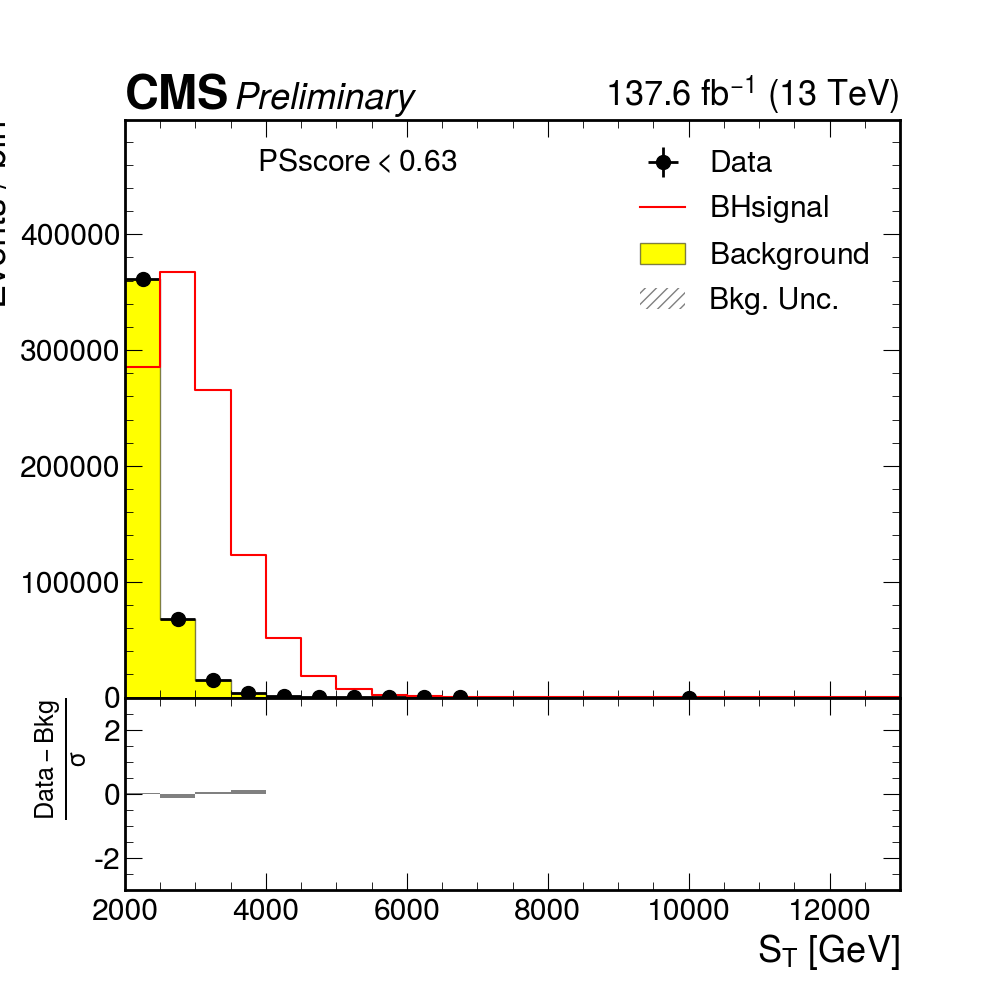 CMS Preliminary 137.6 fb⁻¹ (13 TeV)
PSscore < 0.63
Data
BHsignal
Background
Bkg. Unc.
400000
300000
200000
100000
0
Data – Bkg
σ
2
0
-2
2000 4000 6000 8000 10000 12000
S_T [GeV]